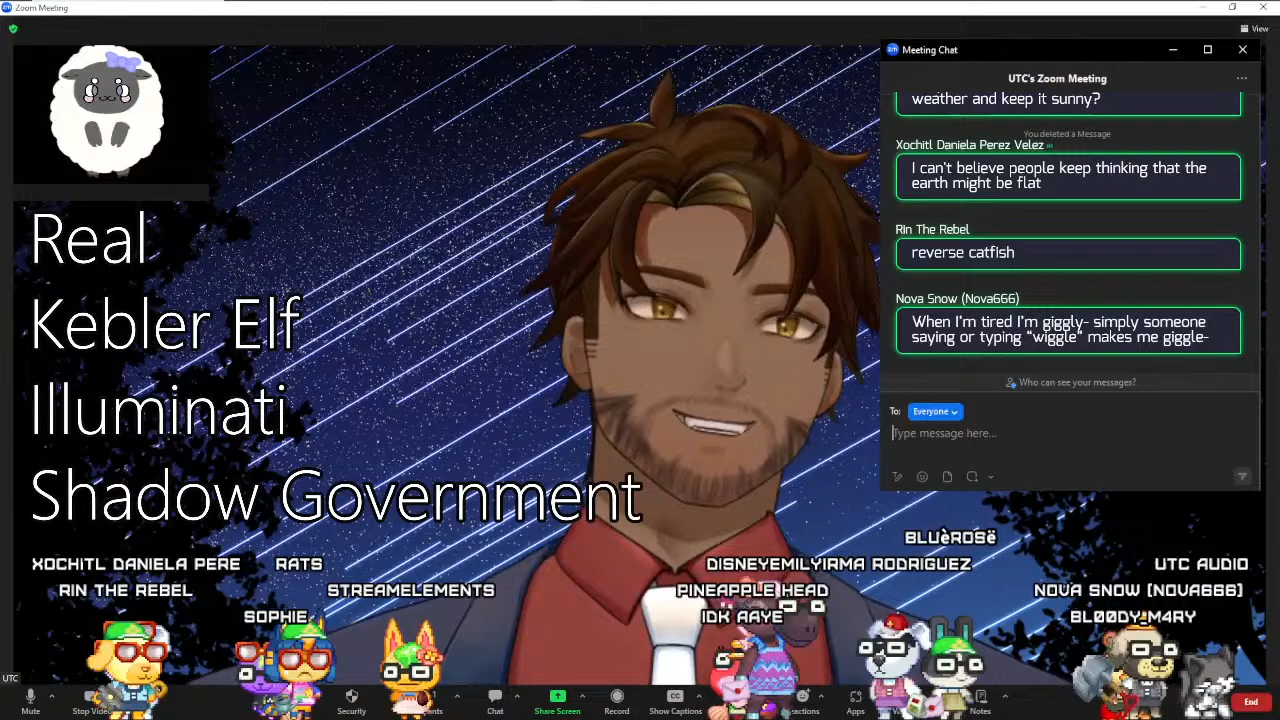 Zoom Meeting
View
zm Meeting Chat
UTC's Zoom Meeting
weather and keep it sunny?
You deleted a Message
Xochitl Daniela Perez Velez
I can't believe people keep thinking that the
earth might be flat
Rin The Rebel
reverse catfish
Nova Snow (Nova666)
When I'm tired I'm giggly- simply someone
saying or typing “wiggle” makes me giggle-
Who can see your messages?
To: Everyone
Type message here...
Real
Kebler Elf
Illuminati
Shadow Government
BLUèROSë
XOCHITL DANIELA PERE
RATS
DISNEYEMILYIRMA RODRIGUEZ
UTC AUDIO
RIN THE REBEL
STREAMELEMENTS
PINEAPPLE HEAD
NOVA SNOW (NOVA666)
SOPHIE
IDK AAYE
BL00DY M4RY
UTC
Mute
Stop Video
Security
Chat
Share Screen
Record
Show Captions
Apps
Notes
End